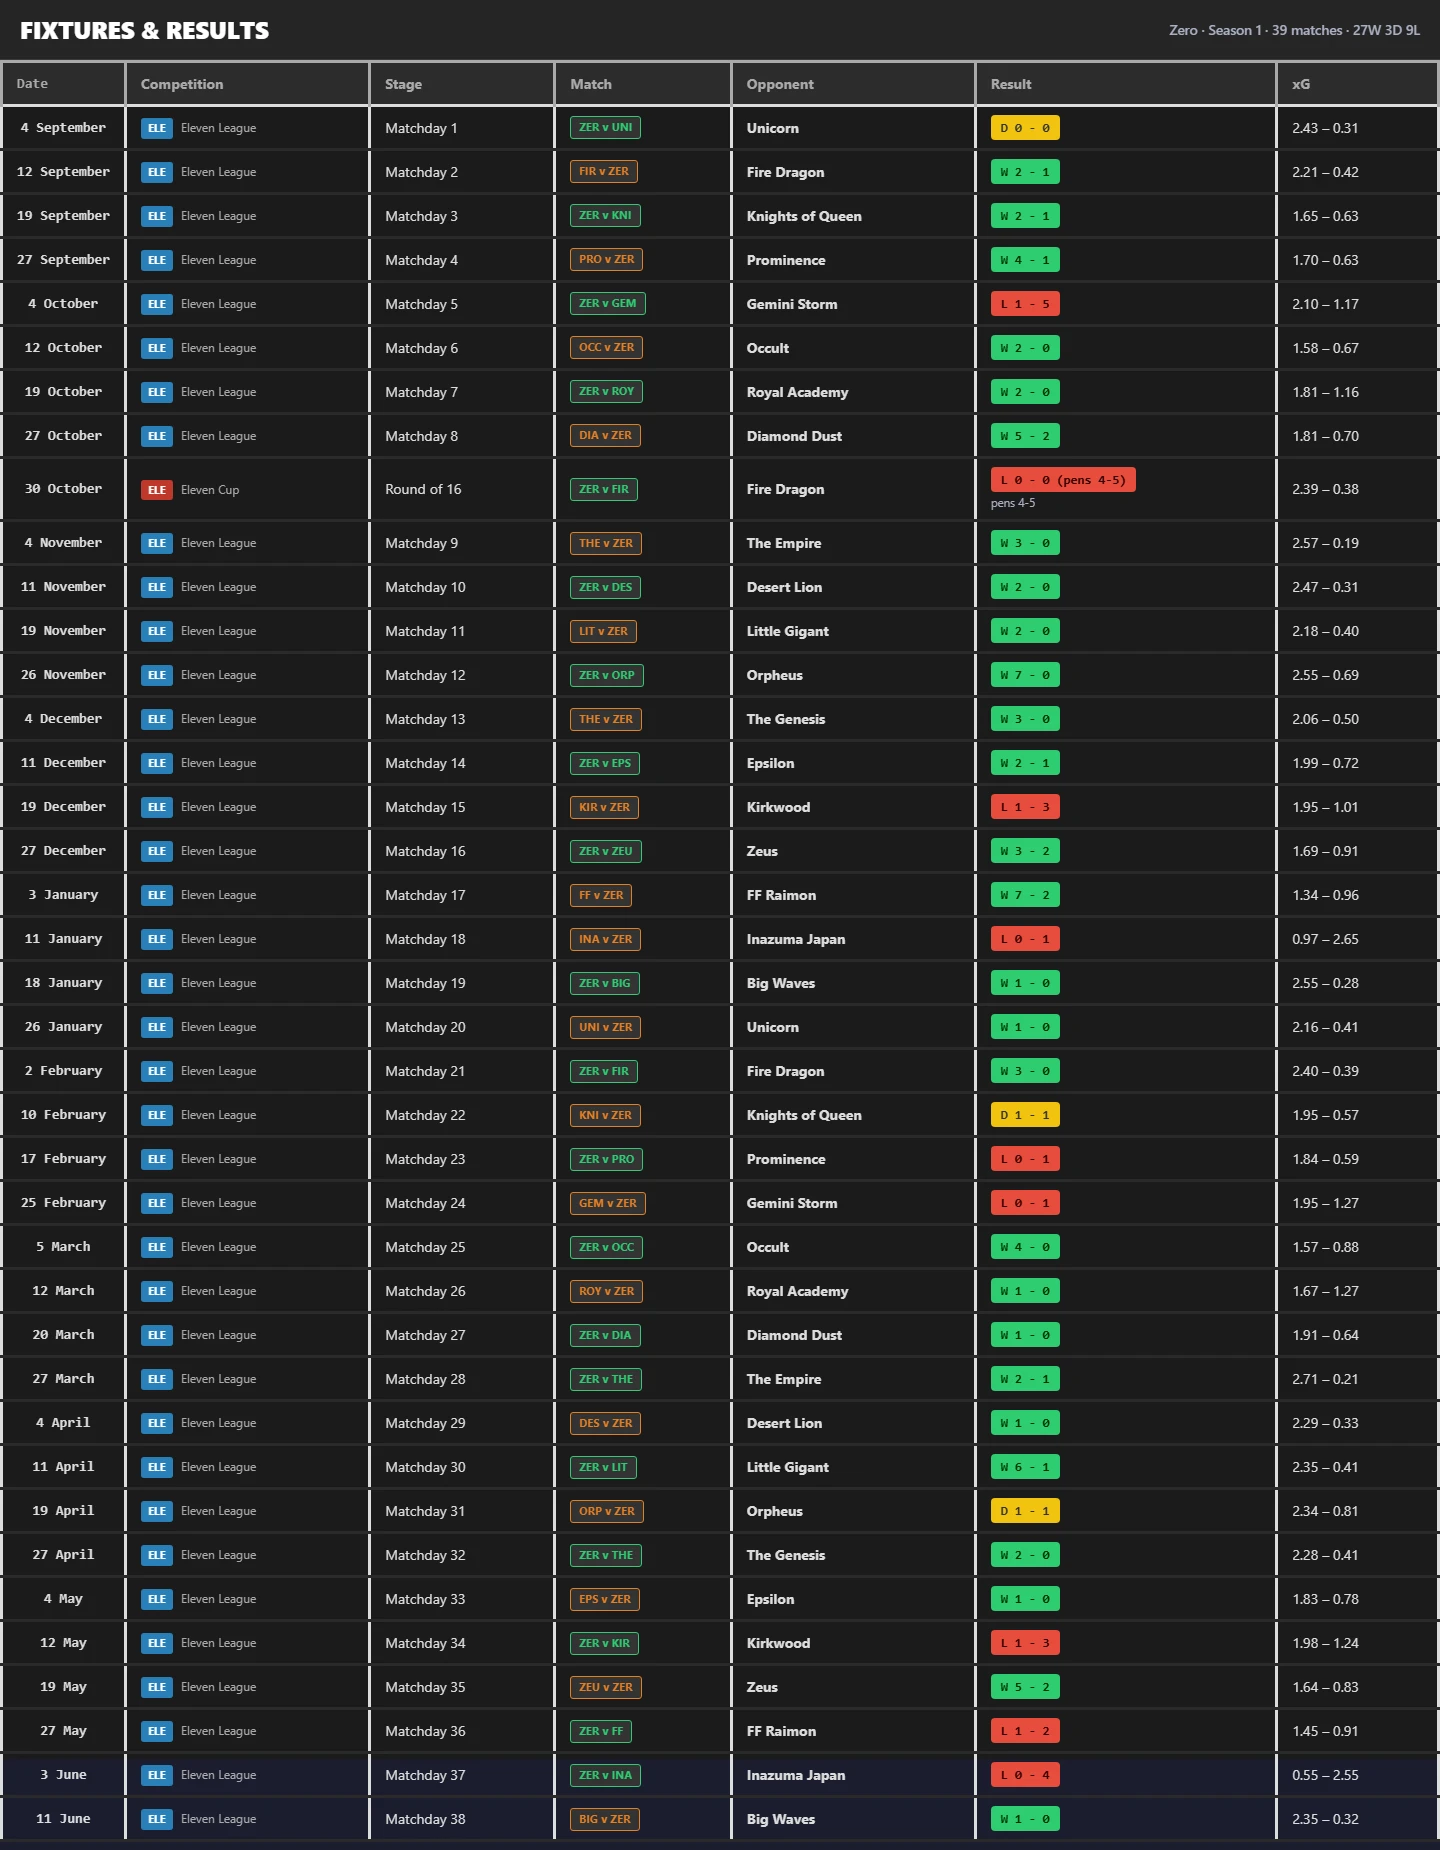 FIXTURES & RESULTS
Zero · Season 1 · 39 matches · 27W 3D 9L
Date Competition Stage Match Opponent Result xG
4 September ELE Eleven League Matchday 1 ZER v UNI Unicorn D 0 - 0 2.43 – 0.31
12 September ELE Eleven League Matchday 2 FIR v ZER Fire Dragon W 2 - 1 2.21 – 0.42
19 September ELE Eleven League Matchday 3 ZER v KNI Knights of Queen W 2 - 1 1.65 – 0.63
27 September ELE Eleven League Matchday 4 PRO v ZER Prominence W 4 - 1 1.70 – 0.63
4 October ELE Eleven League Matchday 5 ZER v GEM Gemini Storm L 1 - 5 2.10 – 1.17
12 October ELE Eleven League Matchday 6 OCC v ZER Occult W 2 - 0 1.58 – 0.67
19 October ELE Eleven League Matchday 7 ZER v ROY Royal Academy W 2 - 0 1.81 – 1.16
27 October ELE Eleven League Matchday 8 DIA v ZER Diamond Dust W 5 - 2 1.81 – 0.70
30 October ELE Eleven Cup Round of 16 ZER v FIR Fire Dragon L 0 - 0 (pens 4-5) 2.39 – 0.38
pens 4-5
4 November ELE Eleven League Matchday 9 THE v ZER The Empire W 3 - 0 2.57 – 0.19
11 November ELE Eleven League Matchday 10 ZER v DES Desert Lion W 2 - 0 2.47 – 0.31
19 November ELE Eleven League Matchday 11 LIT v ZER Little Gigant W 2 - 0 2.18 – 0.40
26 November ELE Eleven League Matchday 12 ZER v ORP Orpheus W 7 - 0 2.55 – 0.69
4 December ELE Eleven League Matchday 13 THE v ZER The Genesis W 3 - 0 2.06 – 0.50
11 December ELE Eleven League Matchday 14 ZER v EPS Epsilon W 2 - 1 1.99 – 0.72
19 December ELE Eleven League Matchday 15 KIR v ZER Kirkwood L 1 - 3 1.95 – 1.01
27 December ELE Eleven League Matchday 16 ZER v ZEU Zeus W 3 - 2 1.69 – 0.91
3 January ELE Eleven League Matchday 17 FF v ZER FF Raimon W 7 - 2 1.34 – 0.96
11 January ELE Eleven League Matchday 18 INA v ZER Inazuma Japan L 0 - 1 0.97 – 2.65
18 January ELE Eleven League Matchday 19 ZER v BIG Big Waves W 1 - 0 2.55 – 0.28
26 January ELE Eleven League Matchday 20 UNI v ZER Unicorn W 1 - 0 2.16 – 0.41
2 February ELE Eleven League Matchday 21 ZER v FIR Fire Dragon W 3 - 0 2.40 – 0.39
10 February ELE Eleven League Matchday 22 KNI v ZER Knights of Queen D 1 - 1 1.95 – 0.57
17 February ELE Eleven League Matchday 23 ZER v PRO Prominence L 0 - 1 1.84 – 0.59
25 February ELE Eleven League Matchday 24 GEM v ZER Gemini Storm L 0 - 1 1.95 – 1.27
5 March ELE Eleven League Matchday 25 ZER v OCC Occult W 4 - 0 1.57 – 0.88
12 March ELE Eleven League Matchday 26 ROY v ZER Royal Academy W 1 - 0 1.67 – 1.27
20 March ELE Eleven League Matchday 27 ZER v DIA Diamond Dust W 1 - 0 1.91 – 0.64
27 March ELE Eleven League Matchday 28 ZER v THE The Empire W 2 - 1 2.71 – 0.21
4 April ELE Eleven League Matchday 29 DES v ZER Desert Lion W 1 - 0 2.29 – 0.33
11 April ELE Eleven League Matchday 30 ZER v LIT Little Gigant W 6 - 1 2.35 – 0.41
19 April ELE Eleven League Matchday 31 ORP v ZER Orpheus D 1 - 1 2.34 – 0.81
27 April ELE Eleven League Matchday 32 ZER v THE The Genesis W 2 - 0 2.28 – 0.41
4 May ELE Eleven League Matchday 33 EPS v ZER Epsilon W 1 - 0 1.83 – 0.78
12 May ELE Eleven League Matchday 34 ZER v KIR Kirkwood L 1 - 3 1.98 – 1.24
19 May ELE Eleven League Matchday 35 ZEU v ZER Zeus W 5 - 2 1.64 – 0.83
27 May ELE Eleven League Matchday 36 ZER v FF FF Raimon L 1 - 2 1.45 – 0.91
3 June ELE Eleven League Matchday 37 ZER v INA Inazuma Japan L 0 - 4 0.55 – 2.55
11 June ELE Eleven League Matchday 38 BIG v ZER Big Waves W 1 - 0 2.35 – 0.32